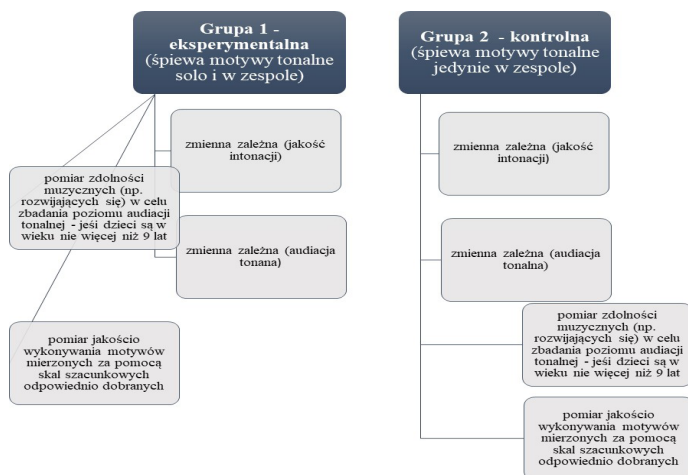 Grupa 1 -
eksperymentalna
(śpiewa motywy tonalne
solo i w zespole)
zmienna zależna (jakość
intonacji)
pomiar zdolności
muzycznych (np.
rozwijających się) w celu
zbadania poziomu audiacji
tonalnej - jeśi dzieci są w
wieku nie więcej niż 9 lat
zmienna zależna (audiacja
tonana)
pomiar jakościo
wykonywania motywów
mierzonych za pomocą
skal szacunkowych
odpowiednio dobranych
Grupa 2 - kontrolna
(śpiewa motywy tonalne
jedynie w zespole)
zmienna zależna (jakość
intonacji)
zmienna zależna
(audiacja tonalna)
pomiar zdolności
muzycznych (np.
rozwijających się) w celu
zbadania poziomu audiacji
tonalnej - jeśi dzieci są w
wieku nie więcej niż 9 lat
pomiar jakościo
wykonywania motywów
mierzonych za pomocą
skal szacunkowych
odpowiednio dobranych